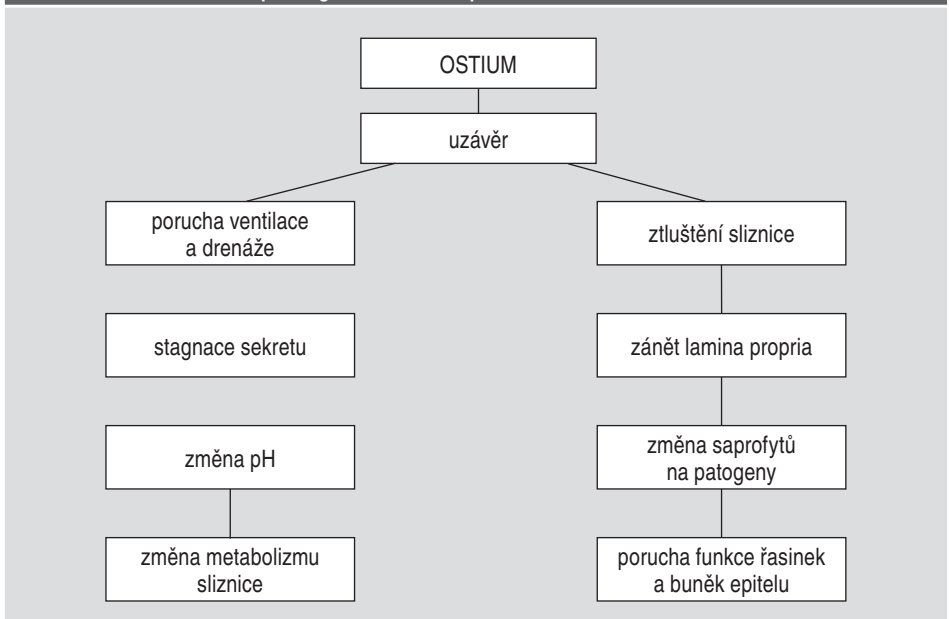 OSTIUM
uzávěr
porucha ventilace
a drenáže
ztluštění sliznice
stagnace sekretu
zánět lamina propria
změna pH
změna saprofytů
na patogeny
změna metabolizmu
sliznice
porucha funkce řasinek
a buněk epitelu